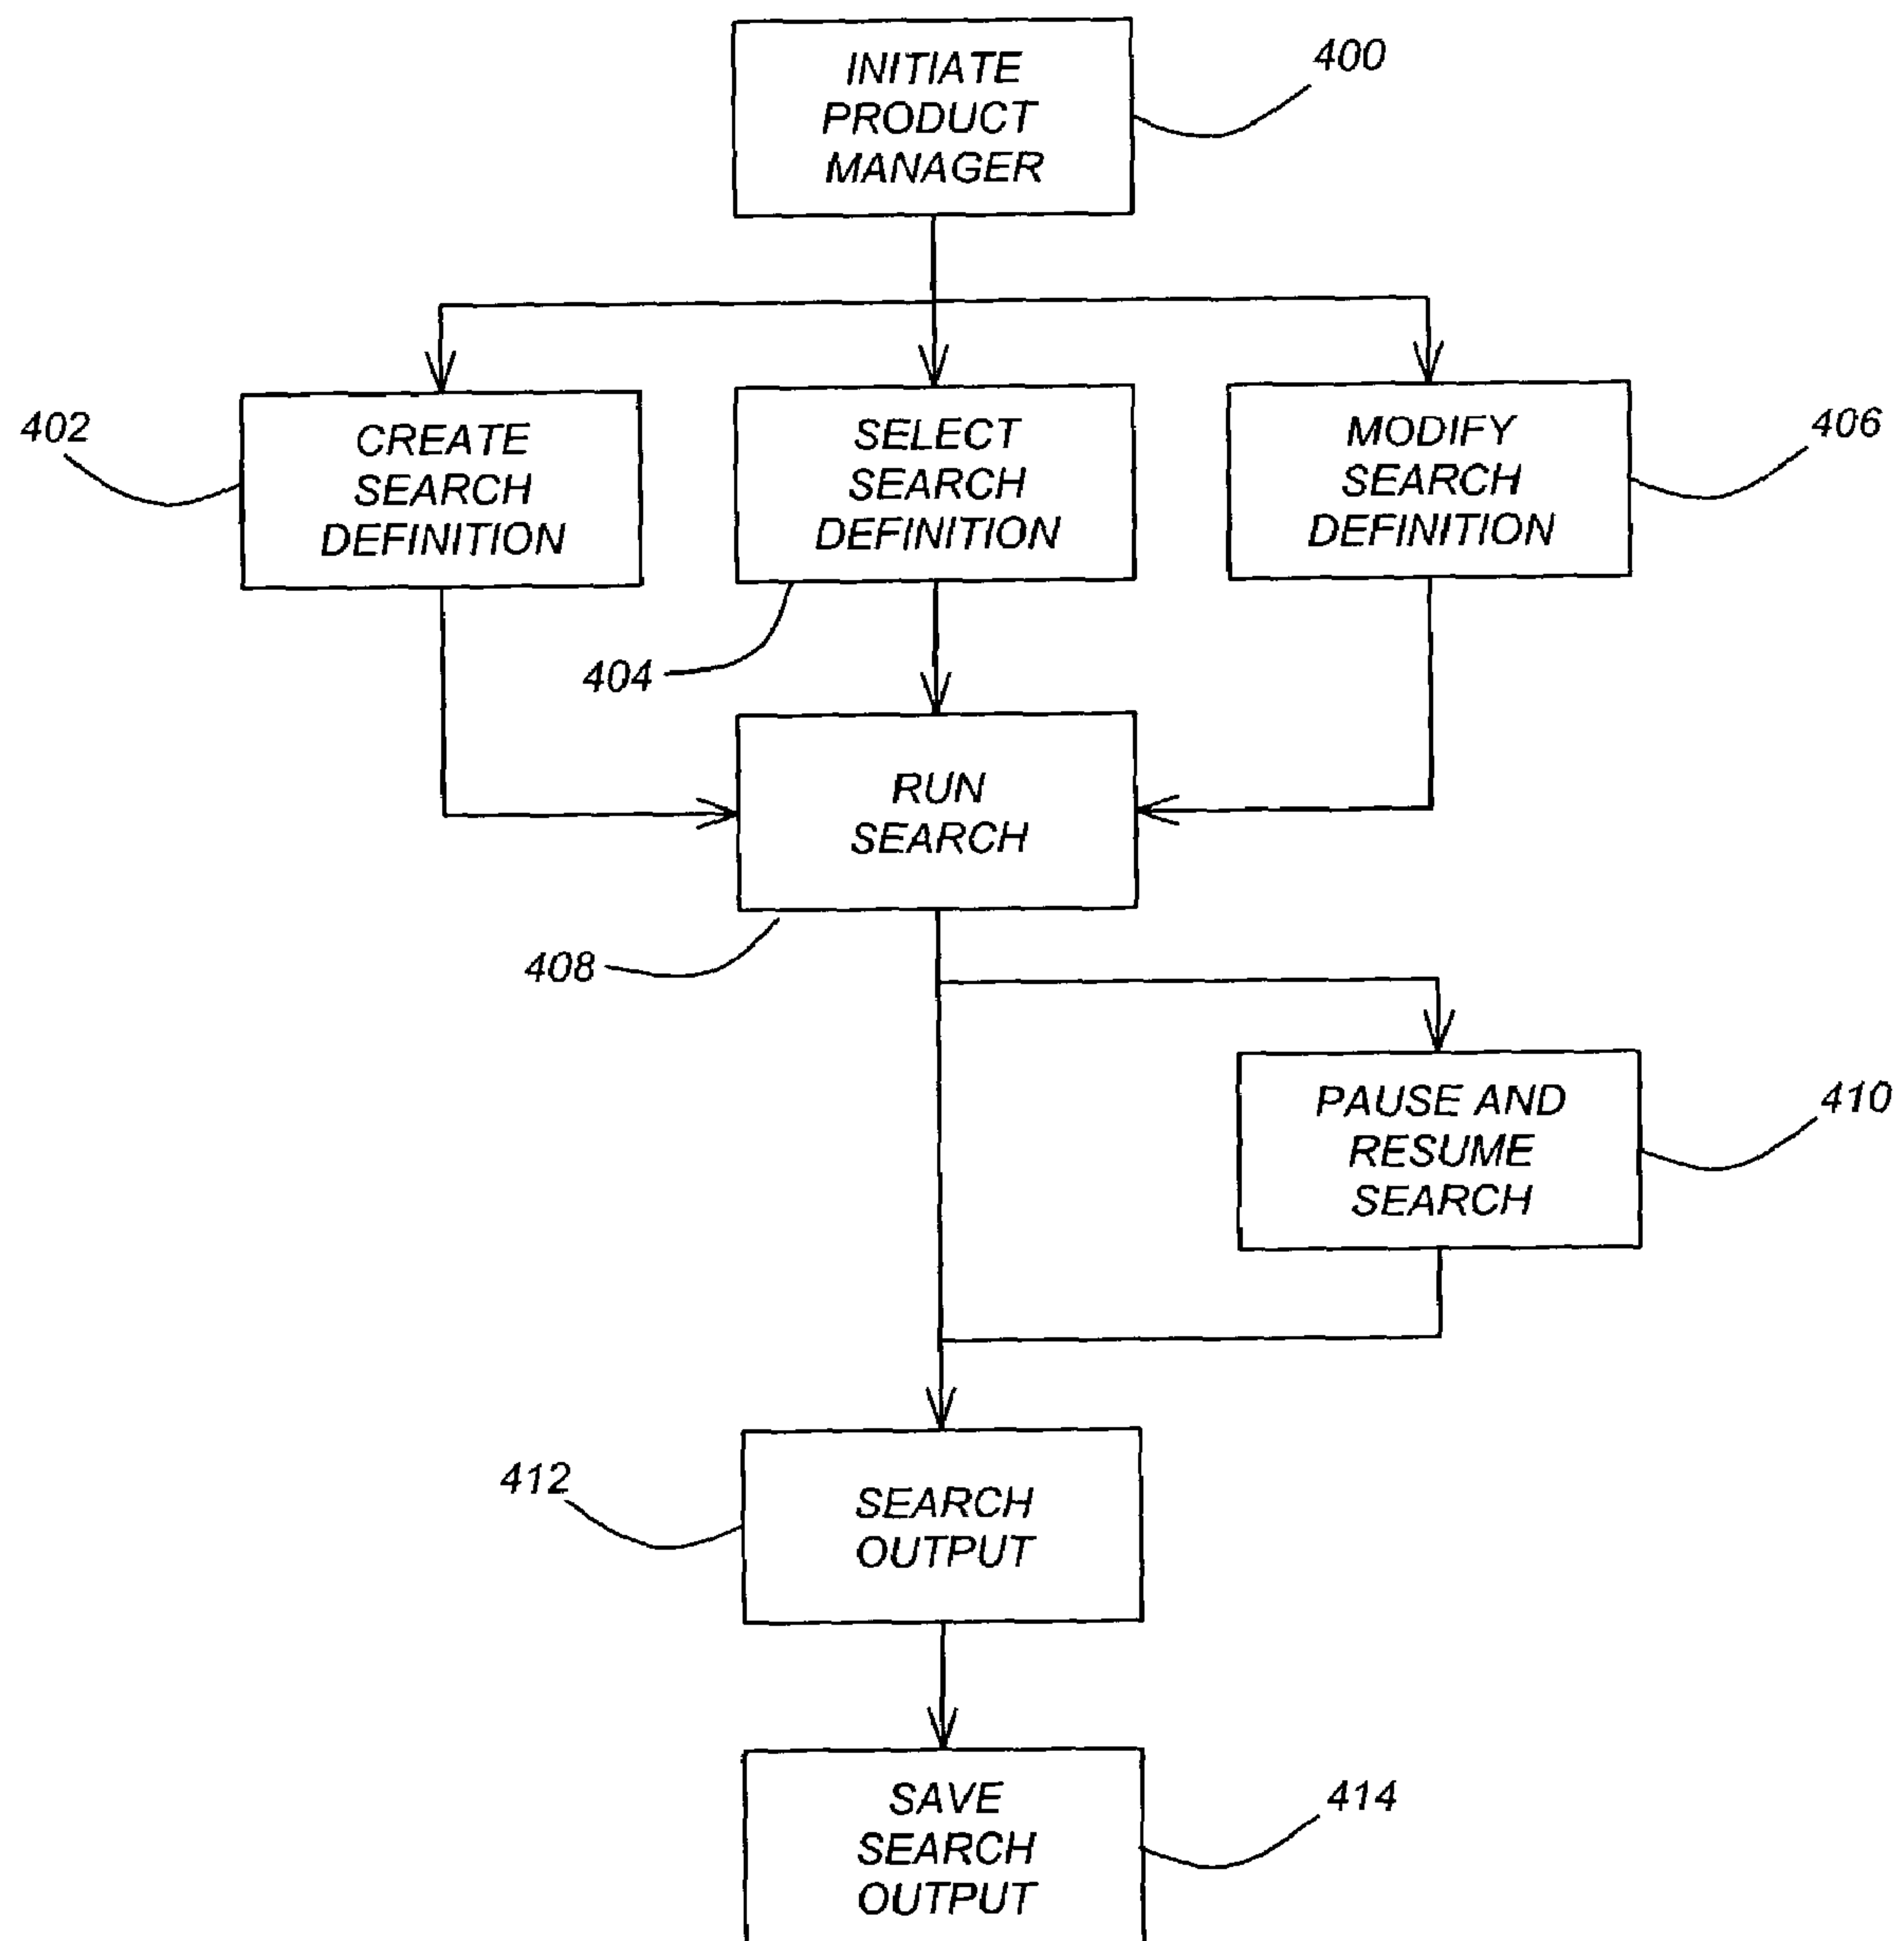 INITIATE
PRODUCT
MANAGER
400
402
CREATE
SEARCH
DEFINITION
SELECT
SEARCH
DEFINITION
404
MODIFY
SEARCH
DEFINITION
406
RUN
SEARCH
408
PAUSE AND
RESUME
SEARCH
410
412
SEARCH
OUTPUT
SAVE
SEARCH
OUTPUT
414